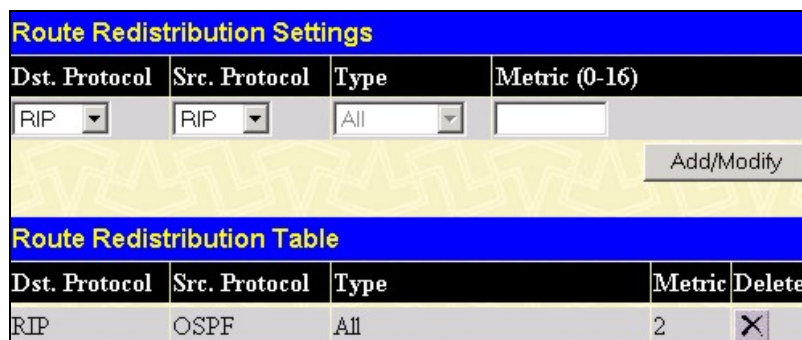 Route Redistribution Settings
Dst. Protocol Src. Protocol Type Metric (0-16)
RIP RIP All
Add/Modify
Route Redistribution Table
Dst. Protocol Src. Protocol Type Metric Delete
RIP OSPF All 2